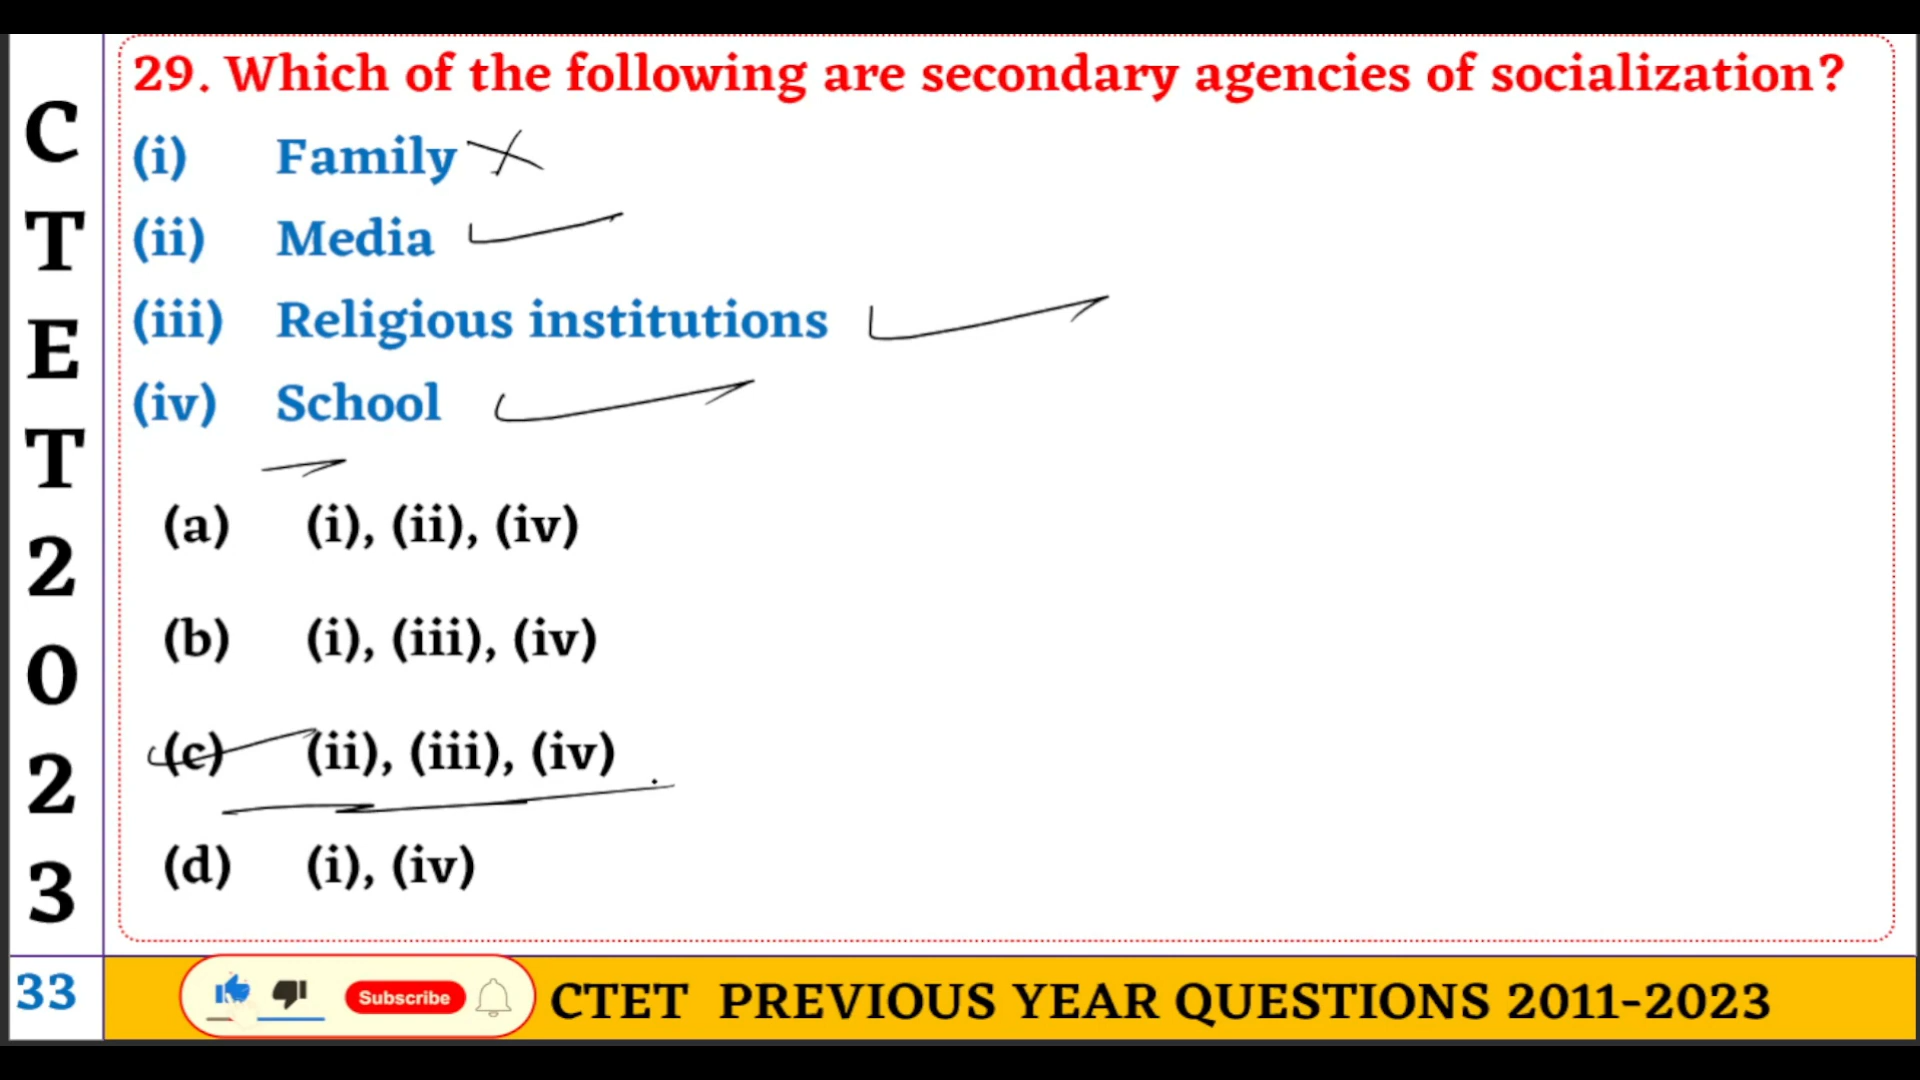 C
T
E
T
2
0
2
3
29. Which of the following are secondary agencies of socialization?
(i) Family
(ii) Media
(iii) Religious institutions
(iv) School
(a) (i), (ii), (iv)
(b) (i), (iii), (iv)
(c) (ii), (iii), (iv)
(d) (i), (iv)
33
Subscribe
CTET PREVIOUS YEAR QUESTIONS 2011-2023